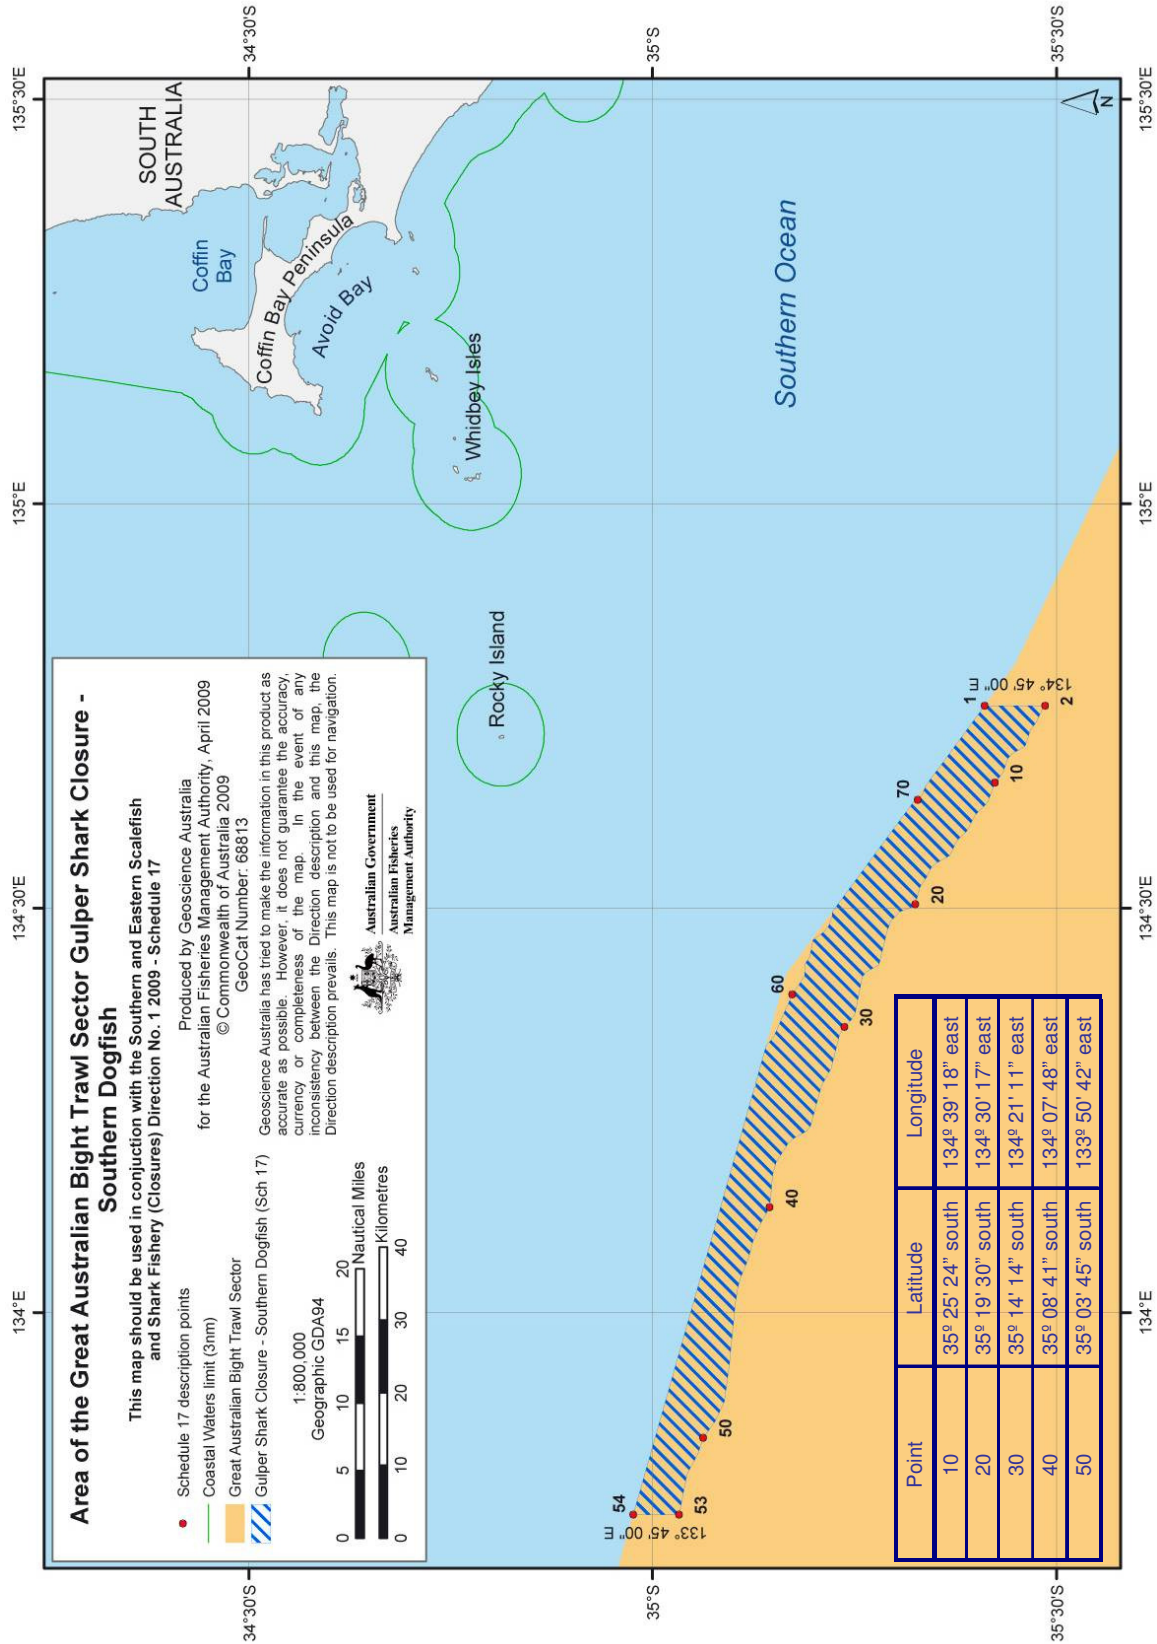 Area of the Great Australian Bight Trawl Sector Gulper Shark Closure -
Southern Dogfish
This map should be used in conjuction with the Southern and Eastern Scalefish
and Shark Fishery (Closures) Direction No. 1 2009 - Schedule 17
Schedule 17 description points
Coastal Waters limit (3nm)
Great Australian Bight Trawl Sector
Gulper Shark Closure - Southern Dogfish (Sch 17)
1:800,000
Geographic GDA94
0 5 10 15 20
Nautical Miles
Kilometres
0 10 20 30 40
Produced by Geoscience Australia
for the Australian Fisheries Management Authority, April 2009
© Commonwealth of Australia 2009
GeoCat Number: 68813
Geoscience Australia has tried to make the information in this product as
accurate as possible. However, it does not guarantee the accuracy,
currency or completeness of the map. In the event of any
inconsistency between the Direction description and this map, the
Direction description prevails. This map is not to be used for navigation.
Australian Government
Australian Fisheries
Management Authority
134°E
134°30'E
135°E
135°30'E
34°30'S
34°30'S
SOUTH
AUSTRALIA
Coffin
Bay
Coffin Bay Peninsula
Avoid Bay
Whidbey Isles
Rocky Island
Southern Ocean
35°S
35°S
54
133° 45' 00" E
53
50
40
60
30
20
70
10
1
134° 45' 00" E
2
Point Latitude Longitude
10 35º 25' 24" south 134º 39' 18" east
20 35º 19' 30" south 134º 30' 17" east
30 35º 14' 14" south 134º 21' 11" east
40 35º 08' 41" south 134º 07' 48" east
50 35º 03' 45" south 133º 50' 42" east
35°30'S
35°30'S
N
134°E
134°30'E
135°E
135°30'E